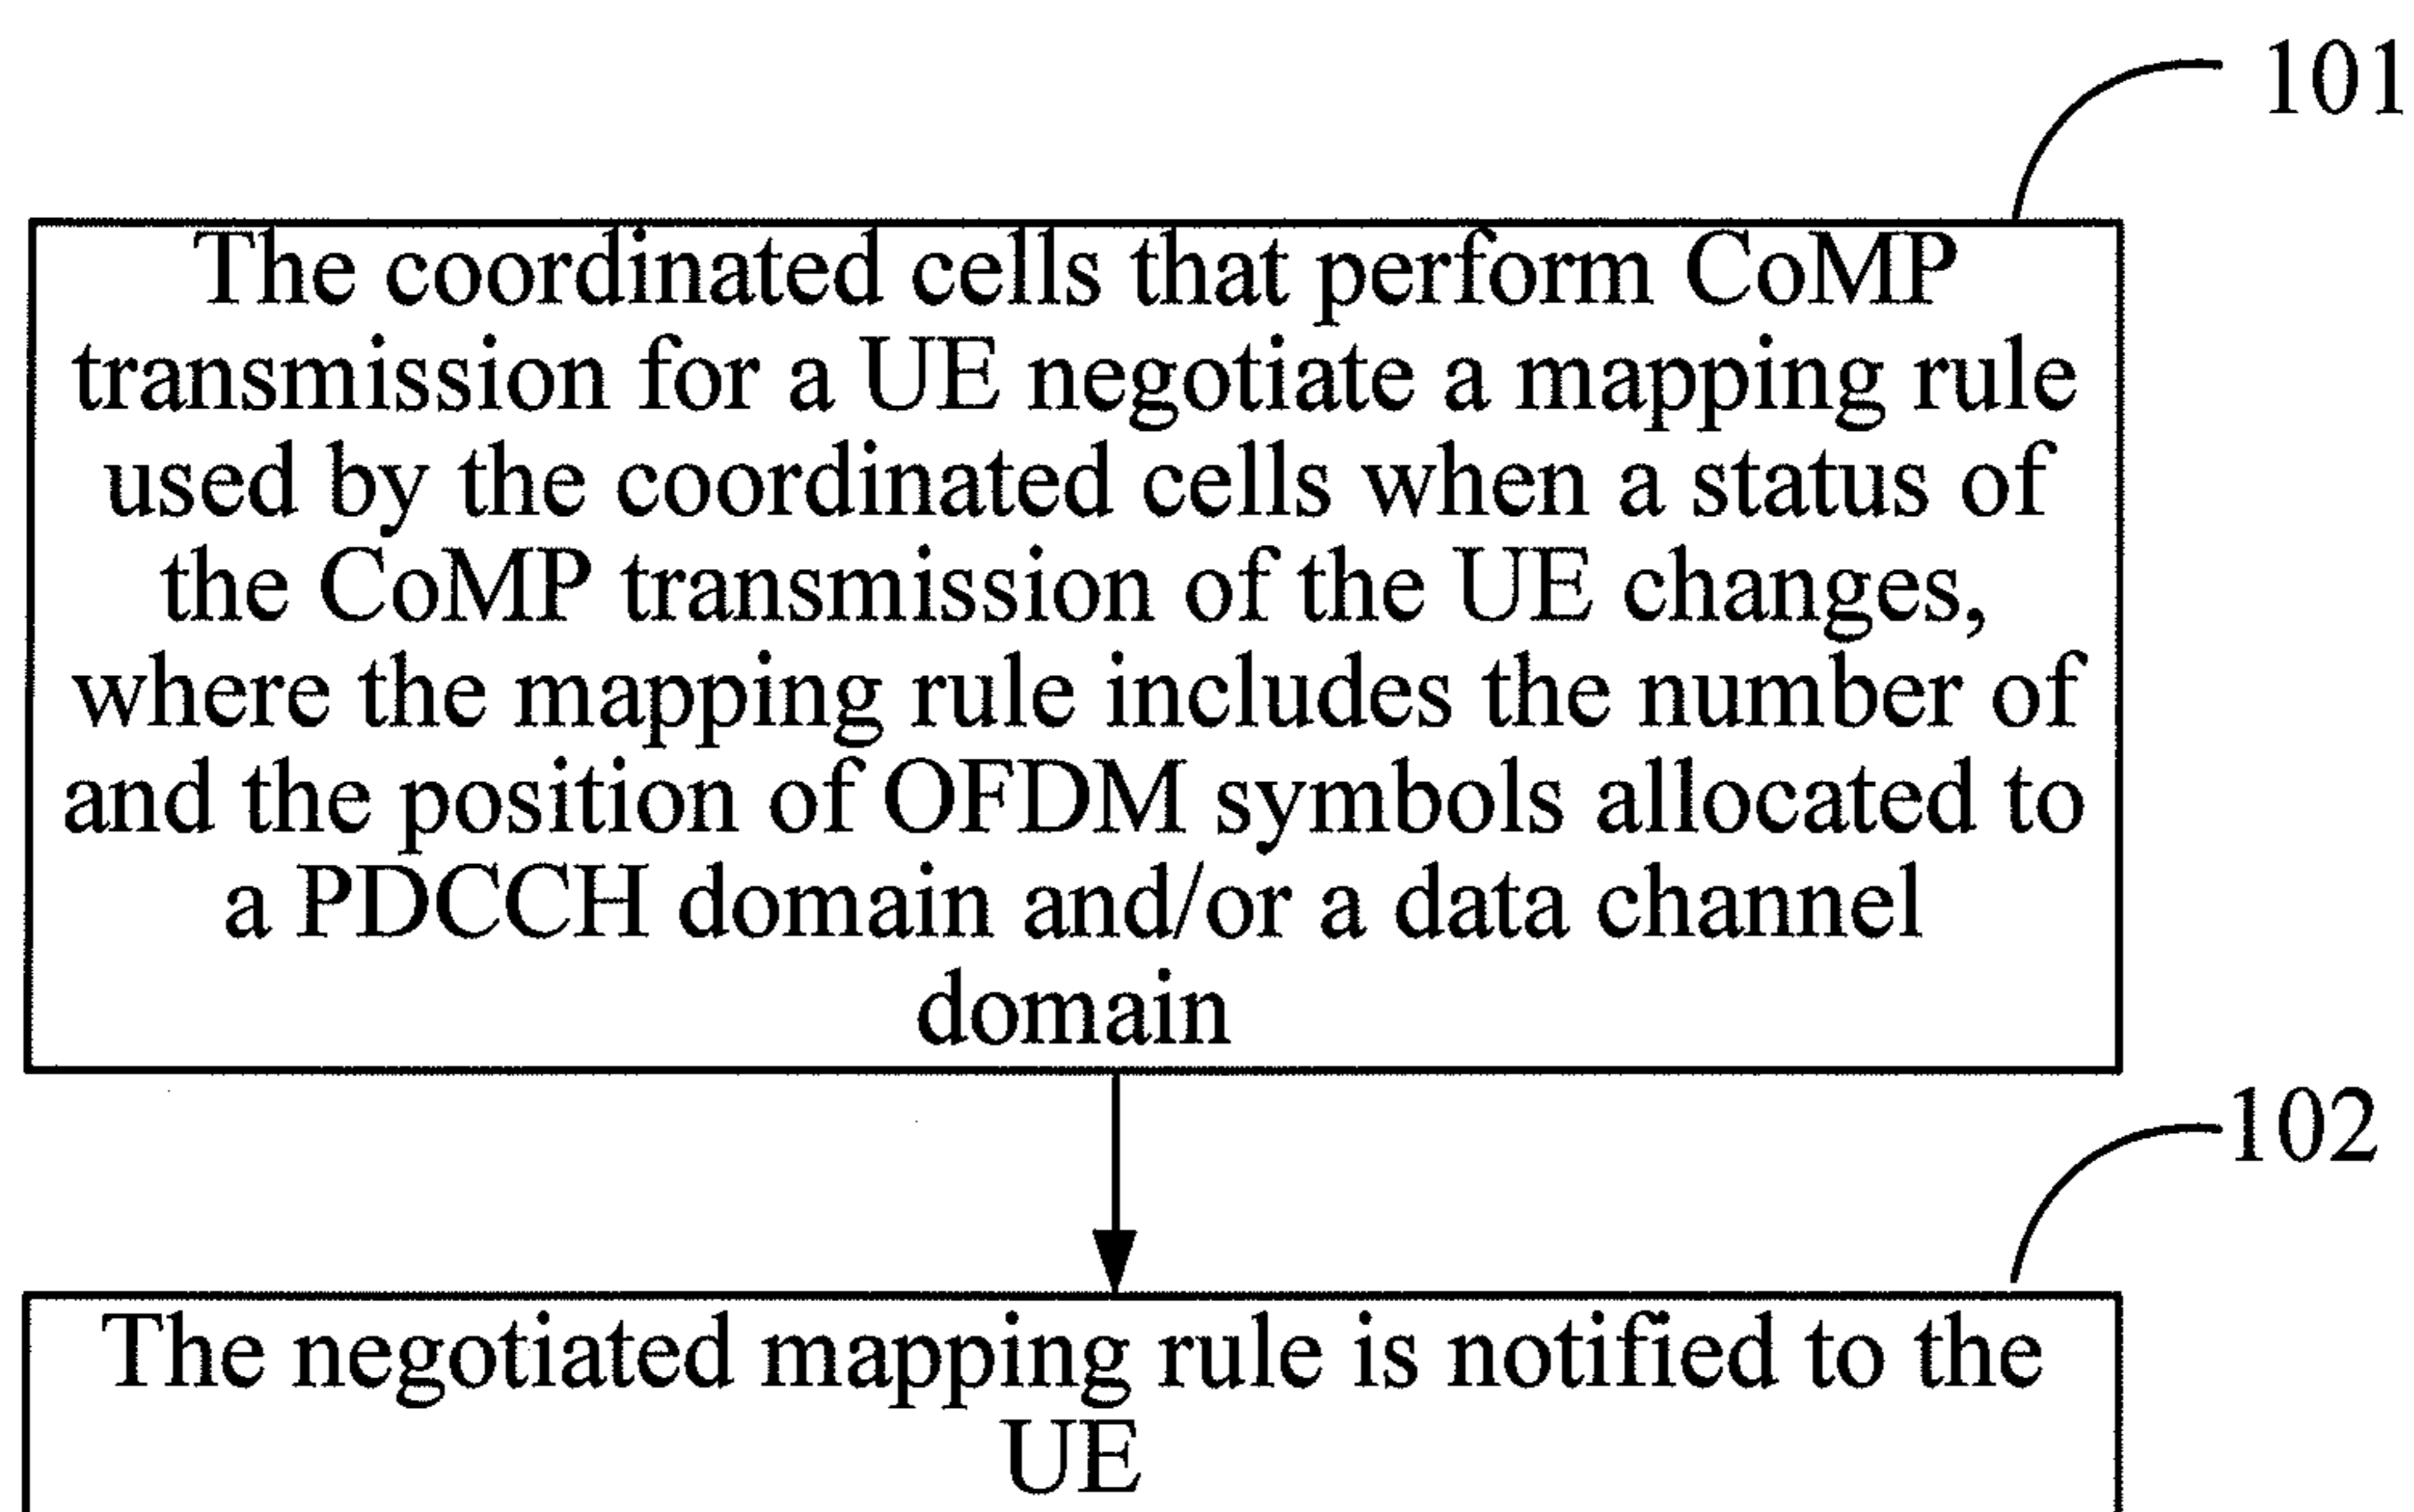 101
The coordinated cells that perform CoMP
transmission for a UE negotiate a mapping rule
used by the coordinated cells when a status of
the CoMP transmission of the UE changes,
where the mapping rule includes the number of
and the position of OFDM symbols allocated to
a PDCCH domain and/or a data channel
domain
102
The negotiated mapping rule is notified to the
UE